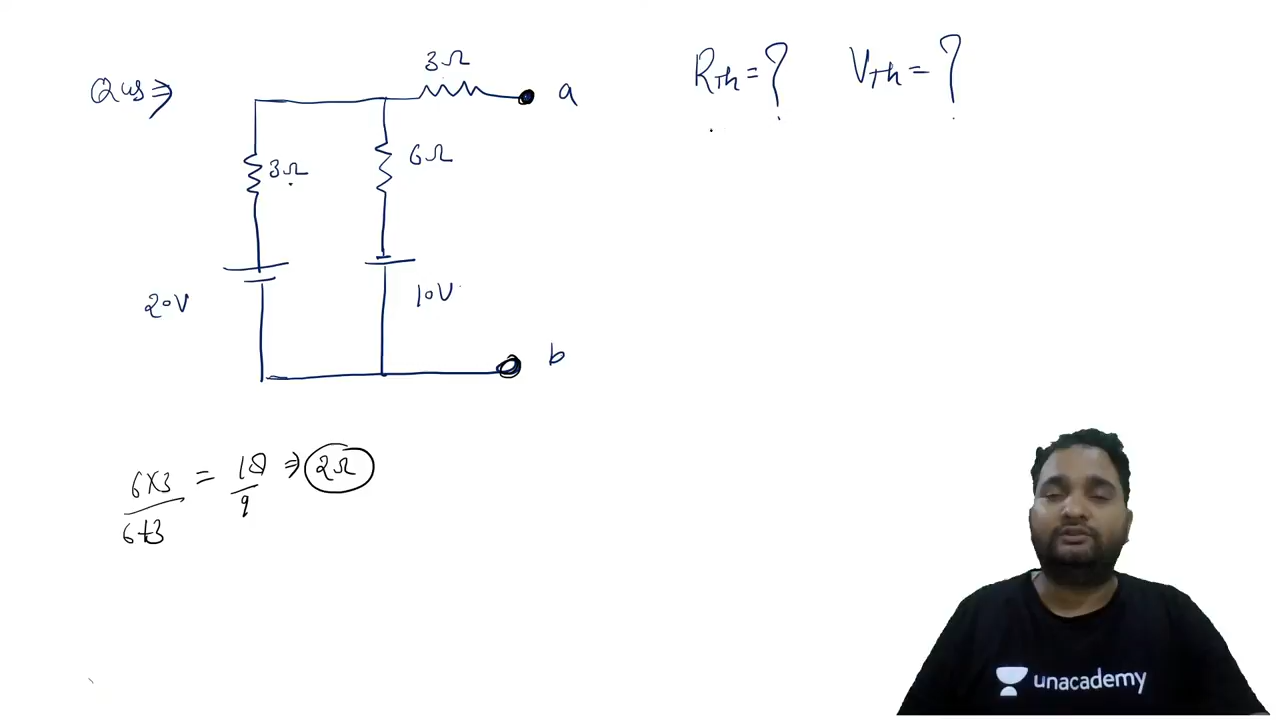 3Ω
Qus ⇒
a
RTh = ?
VTh = ?
3Ω
6Ω
20V
10V
b
6×3 = 18 ⇒ 2Ω
6+3 9
unacademy